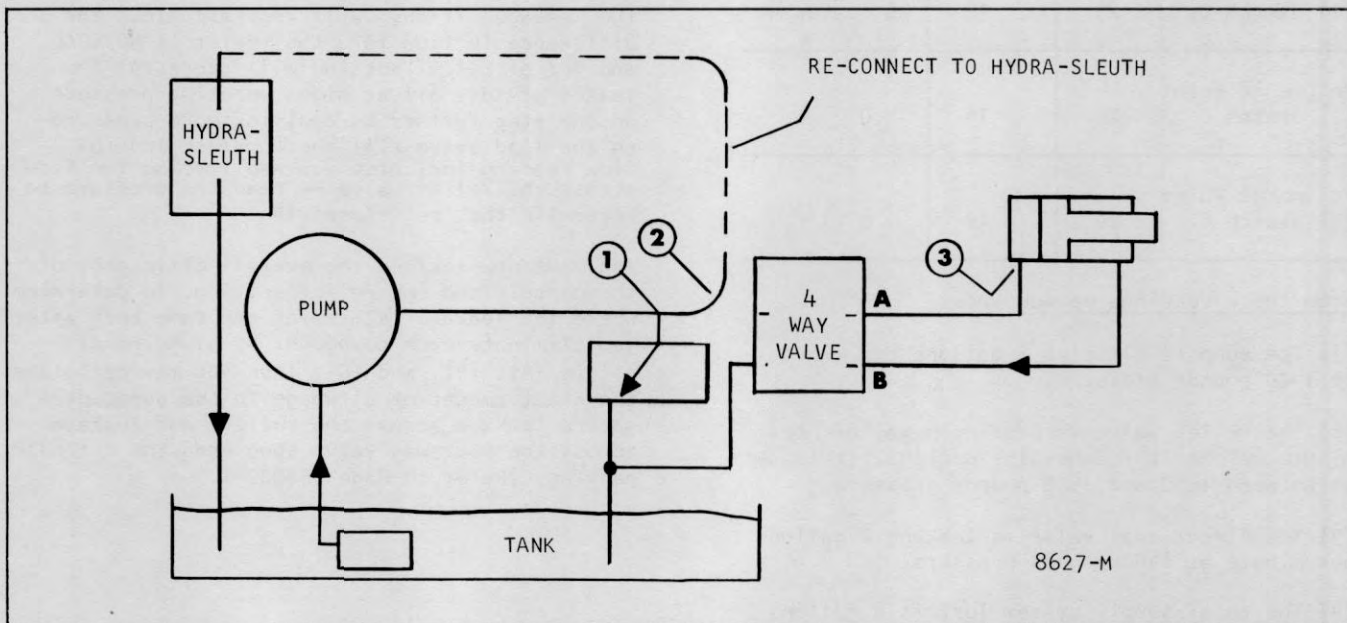 RE-CONNECT TO HYDRA-SLEUTH
HYDRA-
SLEUTH
1
2
3
PUMP
4
WAY
VALVE
A
B
TANK
8627-M